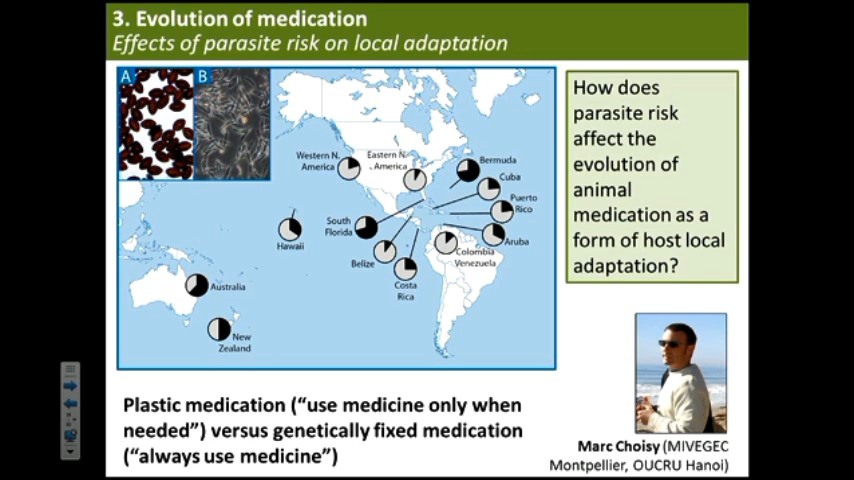 3. Evolution of medication
Effects of parasite risk on local adaptation
A
B
Western N.
America
Eastern N.
America
Bermuda
Cuba
Puerto
Rico
South
Florida
Hawaii
Aruba
Belize
Colombia
Venezuela
Costa
Rica
Australia
New
Zealand
How does
parasite risk
affect the
evolution of
animal
medication as a
form of host local
adaptation?
Plastic medication (“use medicine only when
needed”) versus genetically fixed medication
(“always use medicine”)
Marc Choisy (MIVEGEC
Montpellier, OUCRU Hanoi)